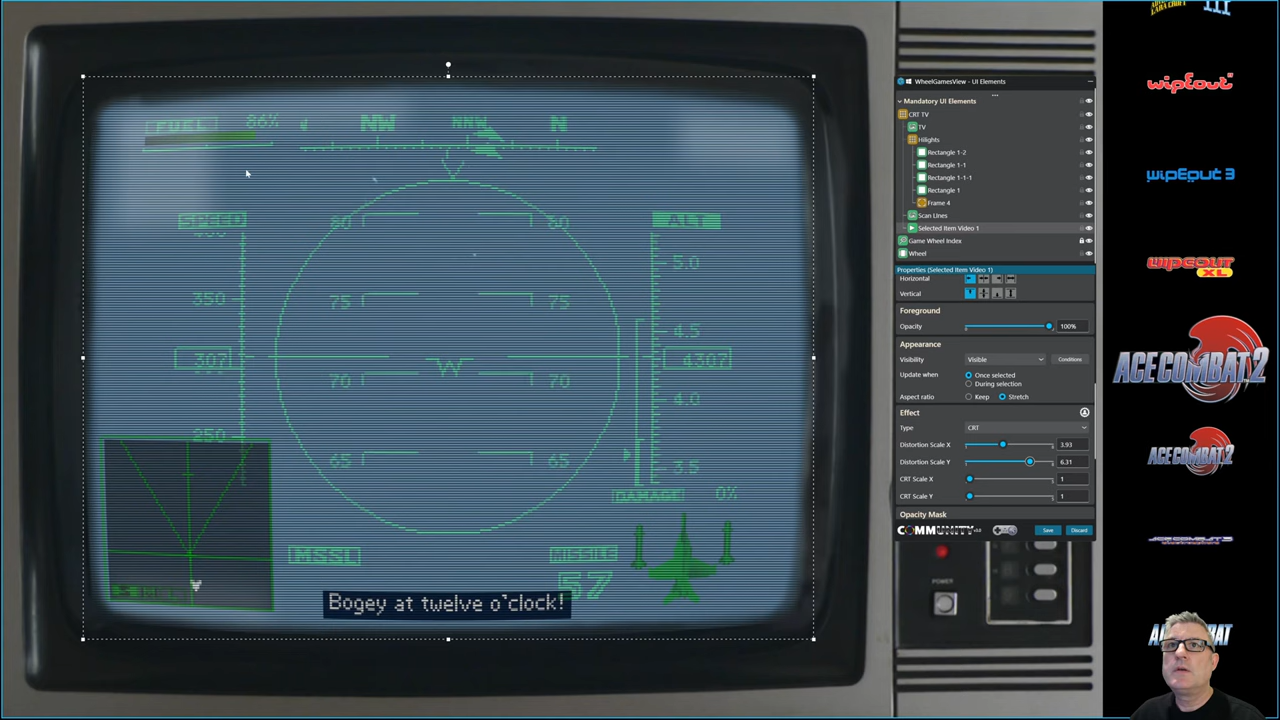 III
LARA CROFT
wipEout"
WIPEOUT 3
WIPEOUT
XL
ACE COMBAT 2
ACE COMBAT 2
ACE COMBAT 3
FUEL
86%
NW
NNW
N
SPEED
ALT
80
80
5.0
350
75
75
4.5
307
W
4307
70
70
4.0
250
65
65
3.5
DAMAGE
0%
MSSL
MISSILE
57
Bogey at twelve o'clock!
POWER
WheelGamesView - UI Elements
Mandatory UI Elements
CRT TV
TV
Hilights
Rectangle 1-2
Rectangle 1-1
Rectangle 1-1-1
Rectangle 1
Frame 4
Scan Lines
Selected Item Video 1
Game Wheel Index
Wheel
Properties (Selected Item Video 1)
Horizontal
Vertical
Foreground
Opacity 100%
Appearance
Visibility Visible Conditions
Update when Once selected
During selection
Aspect ratio Keep Stretch
Effect
Type CRT
Distortion Scale X 3.93
Distortion Scale Y 6.31
CRT Scale X 1
CRT Scale Y 1
Opacity Mask
COMMUNITY
Save Discard